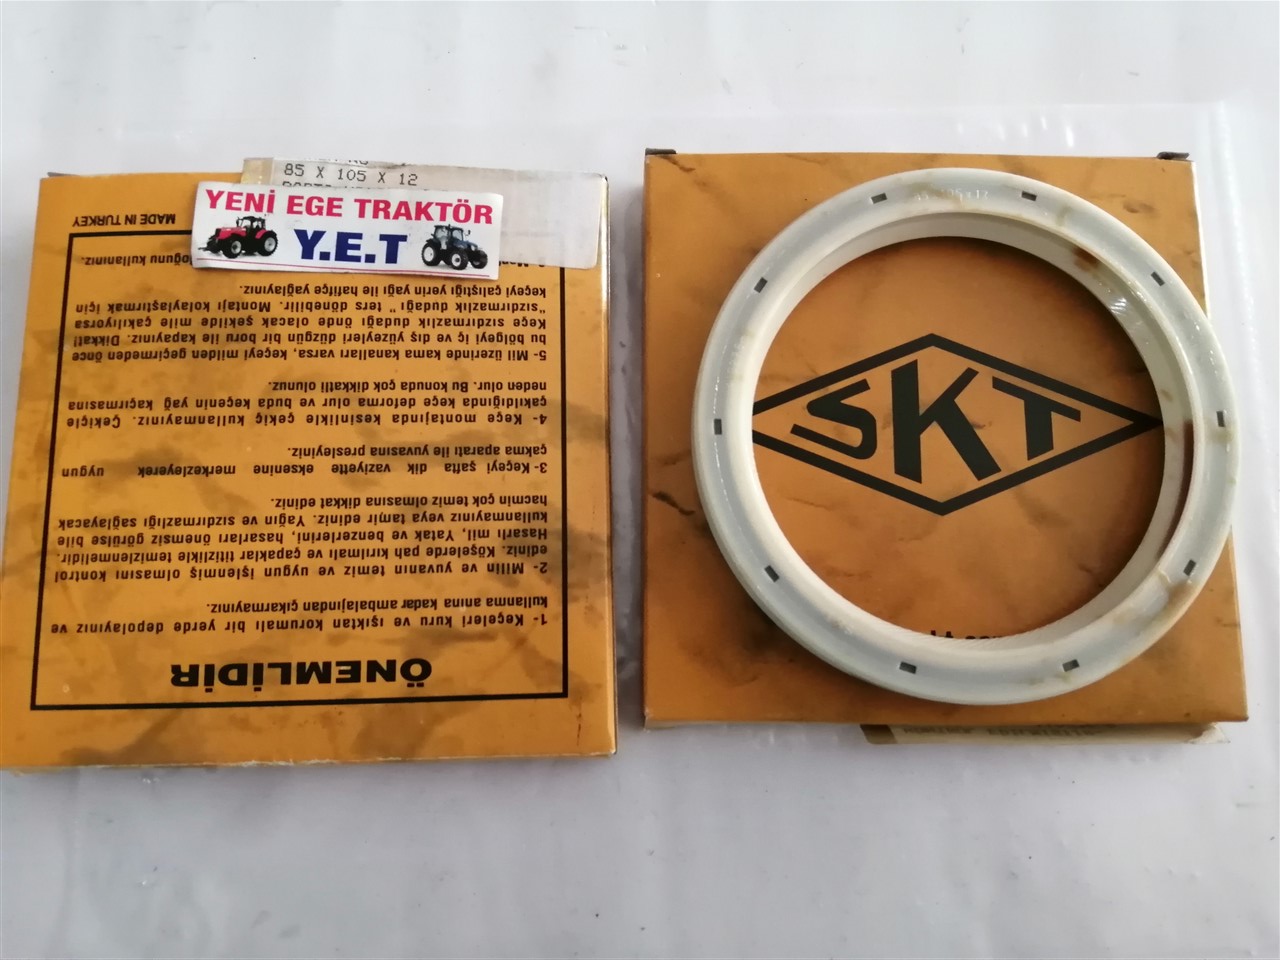 85 X 105 X 12
YENİ EGE TRAKTÖR
Y.E.T
MADE IN TURKEY
ÖNEMLİDİR
1- Keçeleri kuru ve ışıktan korumalı bir yerde depolayınız ve
kullanma anına kadar ambalajından çıkarmayınız.
2- Milin ve yuvanın temiz ve uygun işlenmiş olmasını kontrol
ediniz. Köşelerde pah kırılmalı ve çapaklar titizlikle temizlenmelidir.
Hasarlı mil, Yatak ve benzerlerini, hasarları önemsiz görülse bile
kullanmayınız veya tamir ediniz. Yağın ve sızdırmazlığı sağlayacak
hacmin çok temiz olmasına dikkat ediniz.
3-Keçeyi şafta dik vaziyette eksenine merkezleyerek uygun
çakma aparatı ile yuvasına presleyiniz.
4- Keçe montajında kesinlikle çekiç kullanmayınız. Çekiçle
çakıldığında keçe deforma olur ve buda keçenin yağ kaçırmasına
neden olur. Bu konuda çok dikkatli olunuz.
5- Mil üzerinde kama kanalları varsa, keçeyi milden geçirmeden önce
bu bölgeyi iç ve dış yüzeyleri düzgün bir boru ile kapayınız. Dikkat!
Keçe sızdırmazlık dudağı önde olacak şekilde mile çakılıyorsa
"sızdırmazlık dudağı" ters dönebilir. Montajı kolaylaştırmak için
keçeyi çalıştığı yerin yağı ile hafifçe yağlayınız.
kullanınız.
85 x 105 x 12
SKT